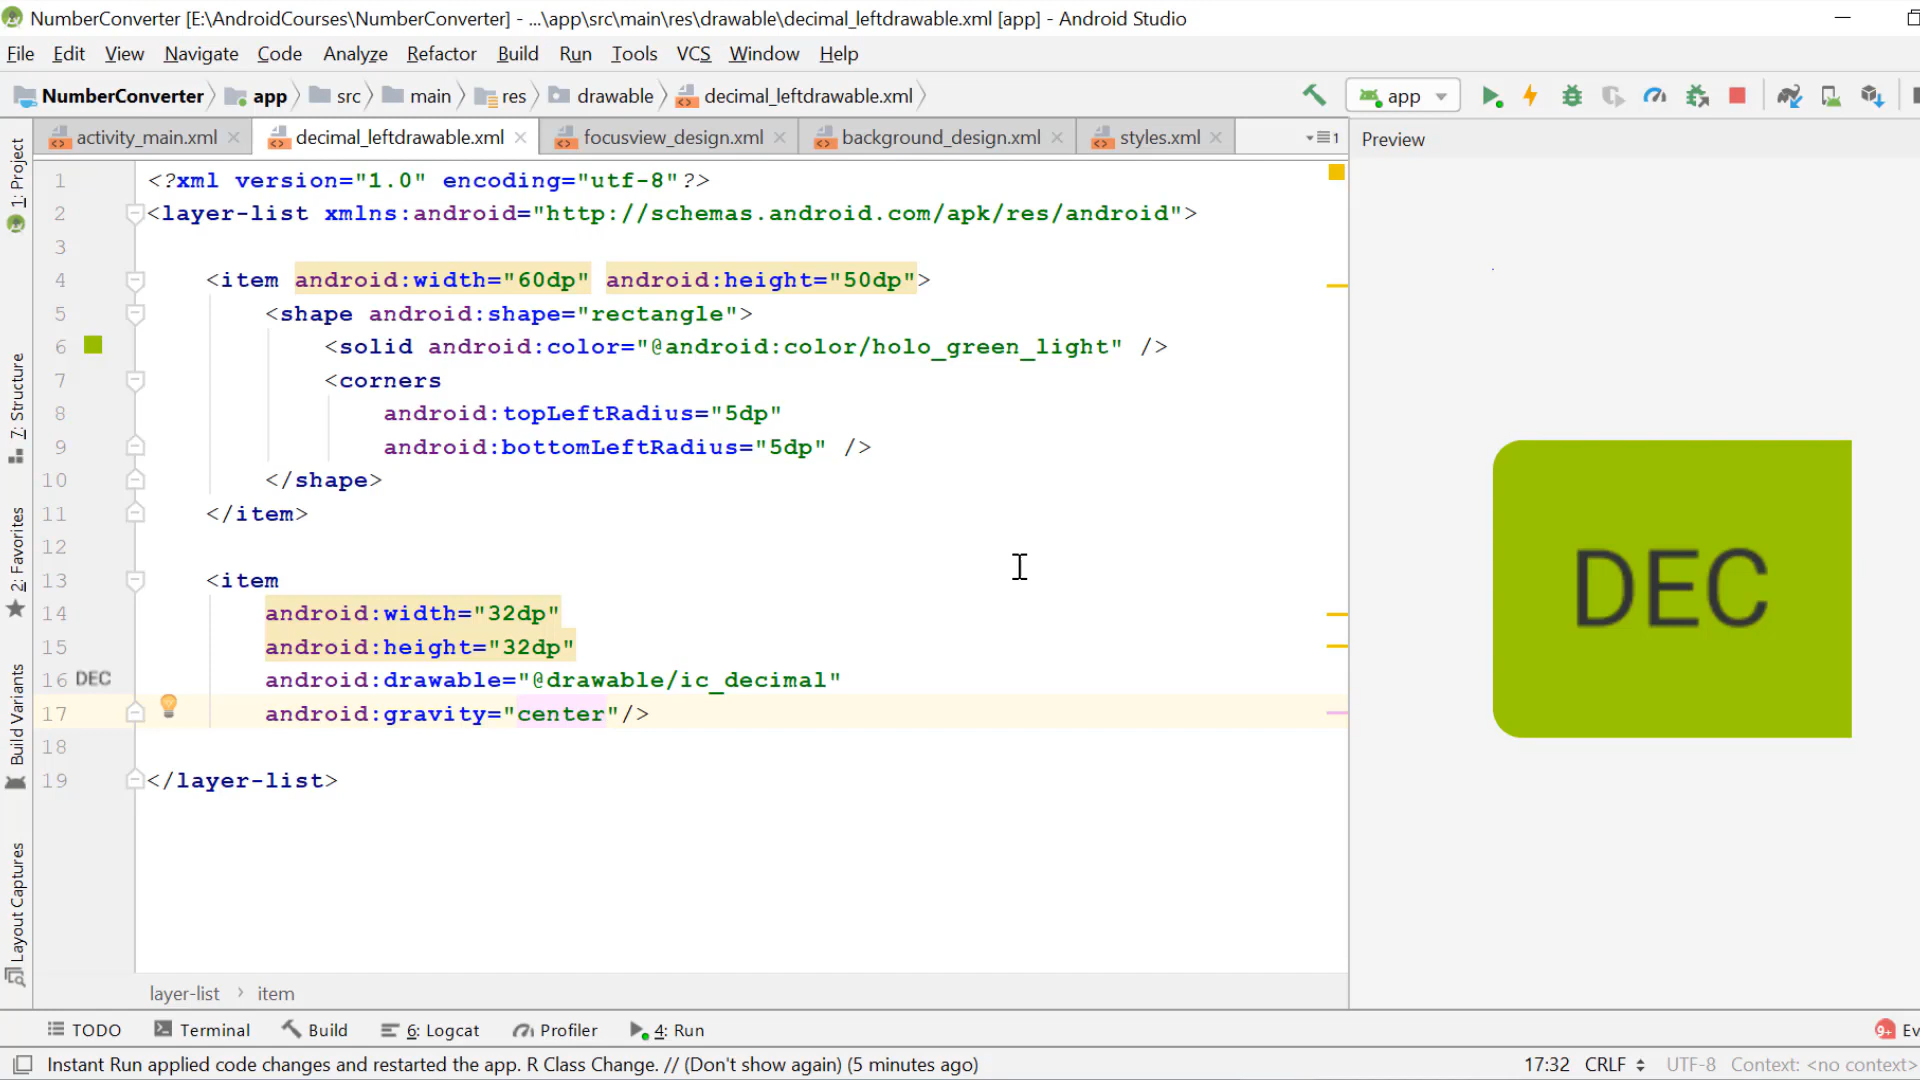 NumberConverter [E:\AndroidCourses\NumberConverter] - ...\app\src\main\res\drawable\decimal_leftdrawable.xml [app] - Android Studio
File Edit View Navigate Code Analyze Refactor Build Run Tools VCS Window Help
NumberConverter app src main res drawable decimal_leftdrawable.xml app
activity_main.xml decimal_leftdrawable.xml focusview_design.xml background_design.xml styles.xml 1 Preview
1: Project
7: Structure
2: Favorites
Build Variants
Layout Captures
1 <?xml version="1.0" encoding="utf-8"?>
2 <layer-list xmlns:android="http://schemas.android.com/apk/res/android">
3
4 <item android:width="60dp" android:height="50dp">
5 <shape android:shape="rectangle">
6 <solid android:color="@android:color/holo_green_light" />
7 <corners
8 android:topLeftRadius="5dp"
9 android:bottomLeftRadius="5dp" />
10 </shape>
11 </item>
12
13 <item
14 android:width="32dp"
15 android:height="32dp"
16 DEC android:drawable="@drawable/ic_decimal"
17 android:gravity="center"/>
18
19 </layer-list>
DEC
layer-list > item
TODO Terminal Build 6: Logcat Profiler 4: Run 9+ Ev
Instant Run applied code changes and restarted the app. R Class Change. // (Don't show again) (5 minutes ago) 17:32 CRLF UTF-8 Context: <no context>